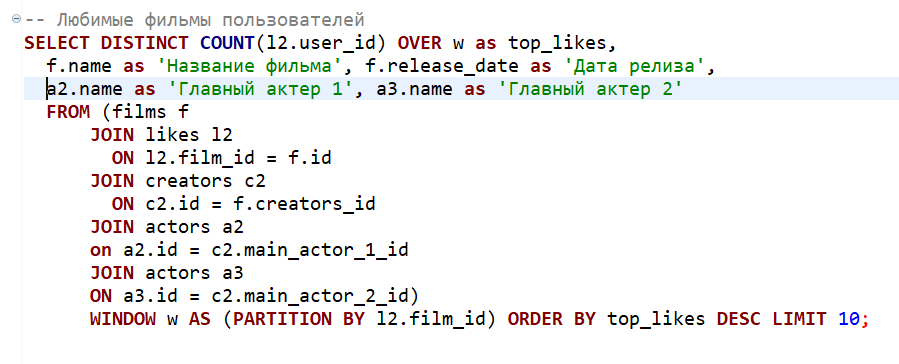 -- Любимые фильмы пользователей
SELECT DISTINCT COUNT(l2.user_id) OVER w as top_likes,
f.name as 'Название фильма', f.release_date as 'Дата релиза',
a2.name as 'Главный актер 1', a3.name as 'Главный актер 2'
FROM (films f
JOIN likes l2
ON l2.film_id = f.id
JOIN creators c2
ON c2.id = f.creators_id
JOIN actors a2
on a2.id = c2.main_actor_1_id
JOIN actors a3
ON a3.id = c2.main_actor_2_id)
WINDOW w AS (PARTITION BY l2.film_id) ORDER BY top_likes DESC LIMIT 10;